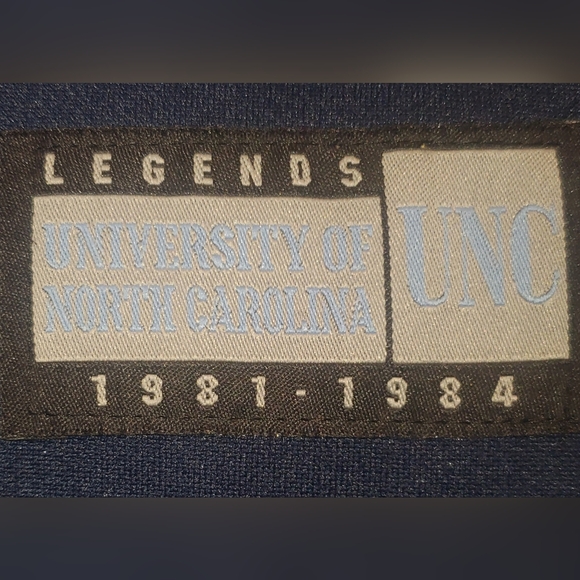 LEGENDS
UNIVERSITY OF
NORTH CAROLINA
UNC
1981-1984